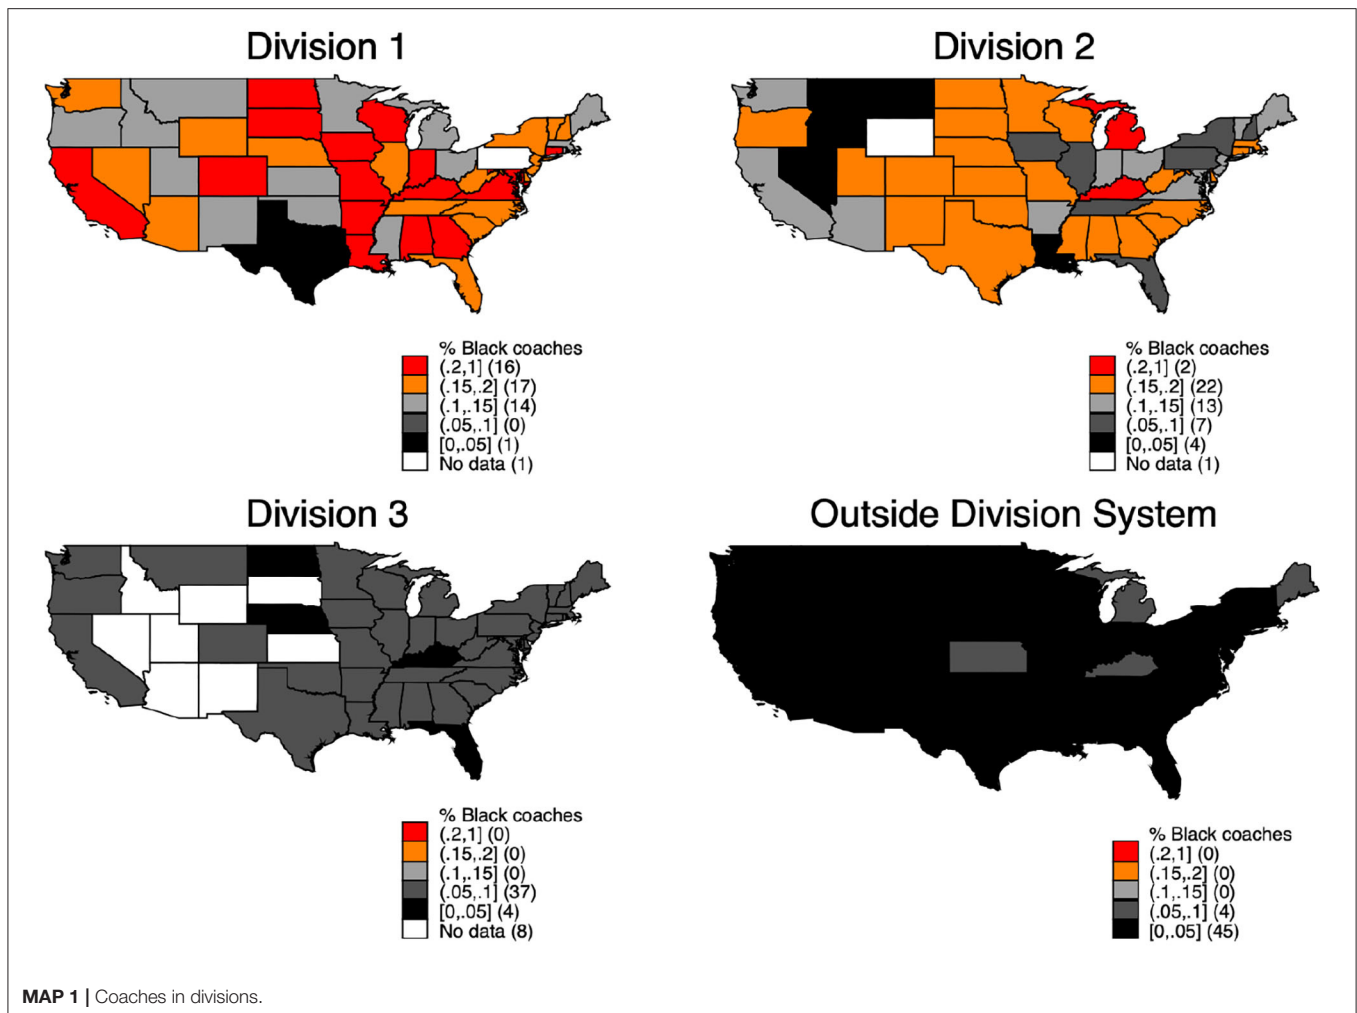 Division 1
% Black coaches
(.2,1] (16)
(.15,.2] (17)
(.1,.15] (14)
(.05,.1] (0)
[0,.05] (1)
No data (1)
Division 2
% Black coaches
(.2,1] (2)
(.15,.2] (22)
(.1,.15] (13)
(.05,.1] (7)
[0,.05] (4)
No data (1)
Division 3
% Black coaches
(.2,1] (0)
(.15,.2] (0)
(.1,.15] (0)
(.05,.1] (37)
[0,.05] (4)
No data (8)
Outside Division System
% Black coaches
(.2,1] (0)
(.15,.2] (0)
(.1,.15] (0)
(.05,.1] (4)
[0,.05] (45)
MAP 1 | Coaches in divisions.